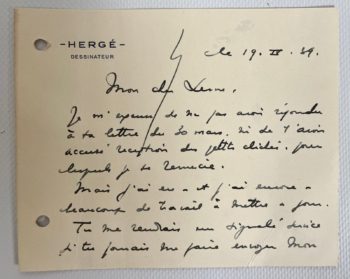 - HERGÉ -
DESSINATEUR
le 19. IV. 39.
Mon cher
Je m'excuse de ne pas avoir répondu
à ta lettre du 30 mars, ni de t'avoir
accusé réception des petits clichés, pour
lesquels je te remercie.
Mais j'ai eu - et j'ai encore -
beaucoup de travail à mettre à jour.
Tu me rendrais un signalé service
si tu pouvais me faire envoyer mon